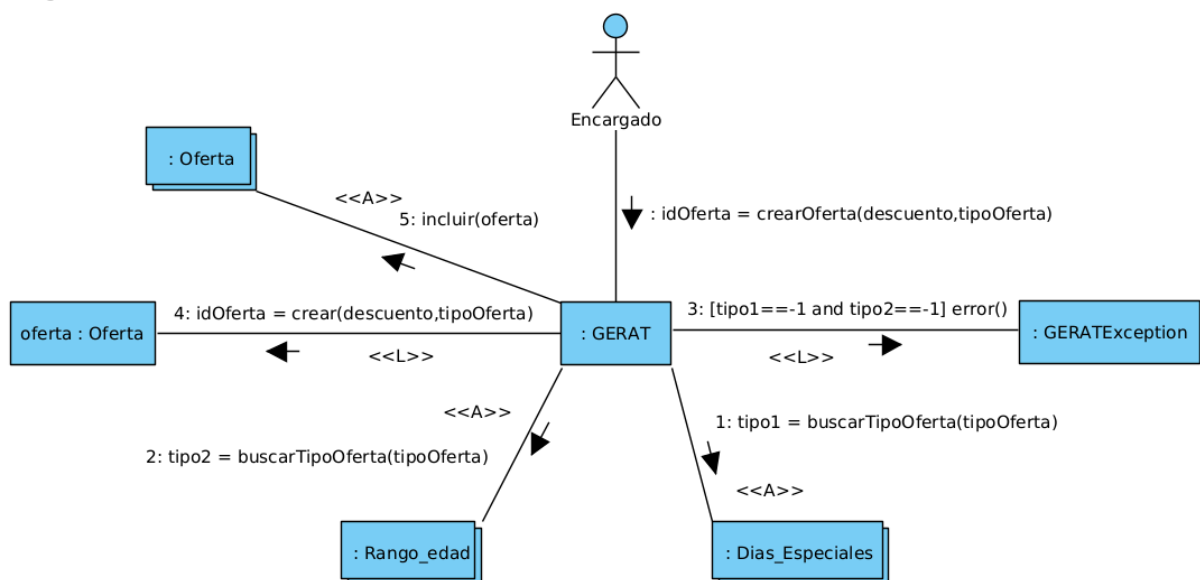 Encargado
: Oferta
<<A>>
5: incluir(oferta)
: idOferta = crearOferta(descuento,tipoOferta)
4: idOferta = crear(descuento,tipoOferta)
3: [tipo1==-1 and tipo2==-1] error()
oferta : Oferta
: GERAT
: GERATException
<<L>>
<<L>>
<<A>>
1: tipo1 = buscarTipoOferta(tipoOferta)
2: tipo2 = buscarTipoOferta(tipoOferta)
<<A>>
: Rango_edad
: Dias_Especiales